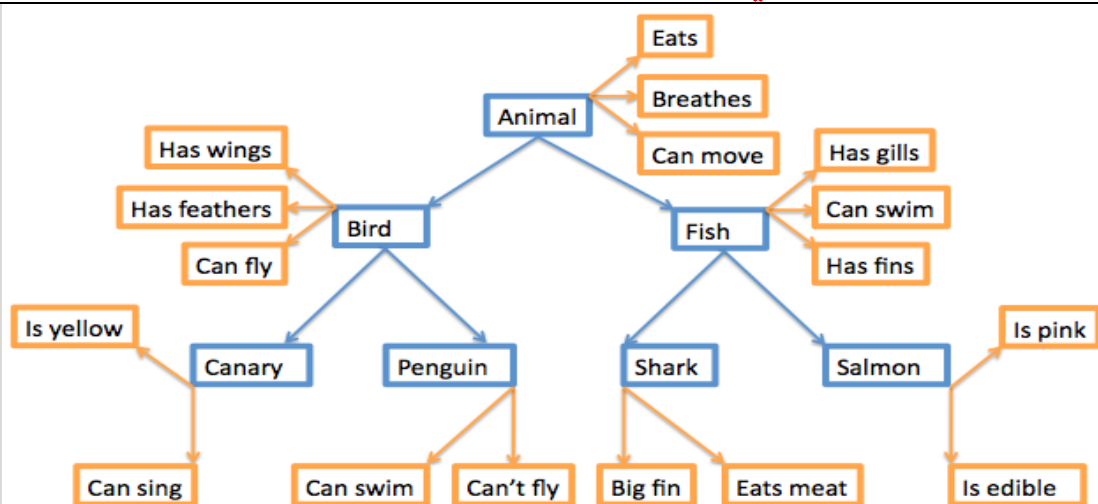 Eats
Animal
Breathes
Can move
Has wings
Has gills
Has feathers
Can swim
Bird
Fish
Can fly
Has fins
Is yellow
Is pink
Canary
Penguin
Shark
Salmon
Can sing
Can swim
Can't fly
Big fin
Eats meat
Is edible